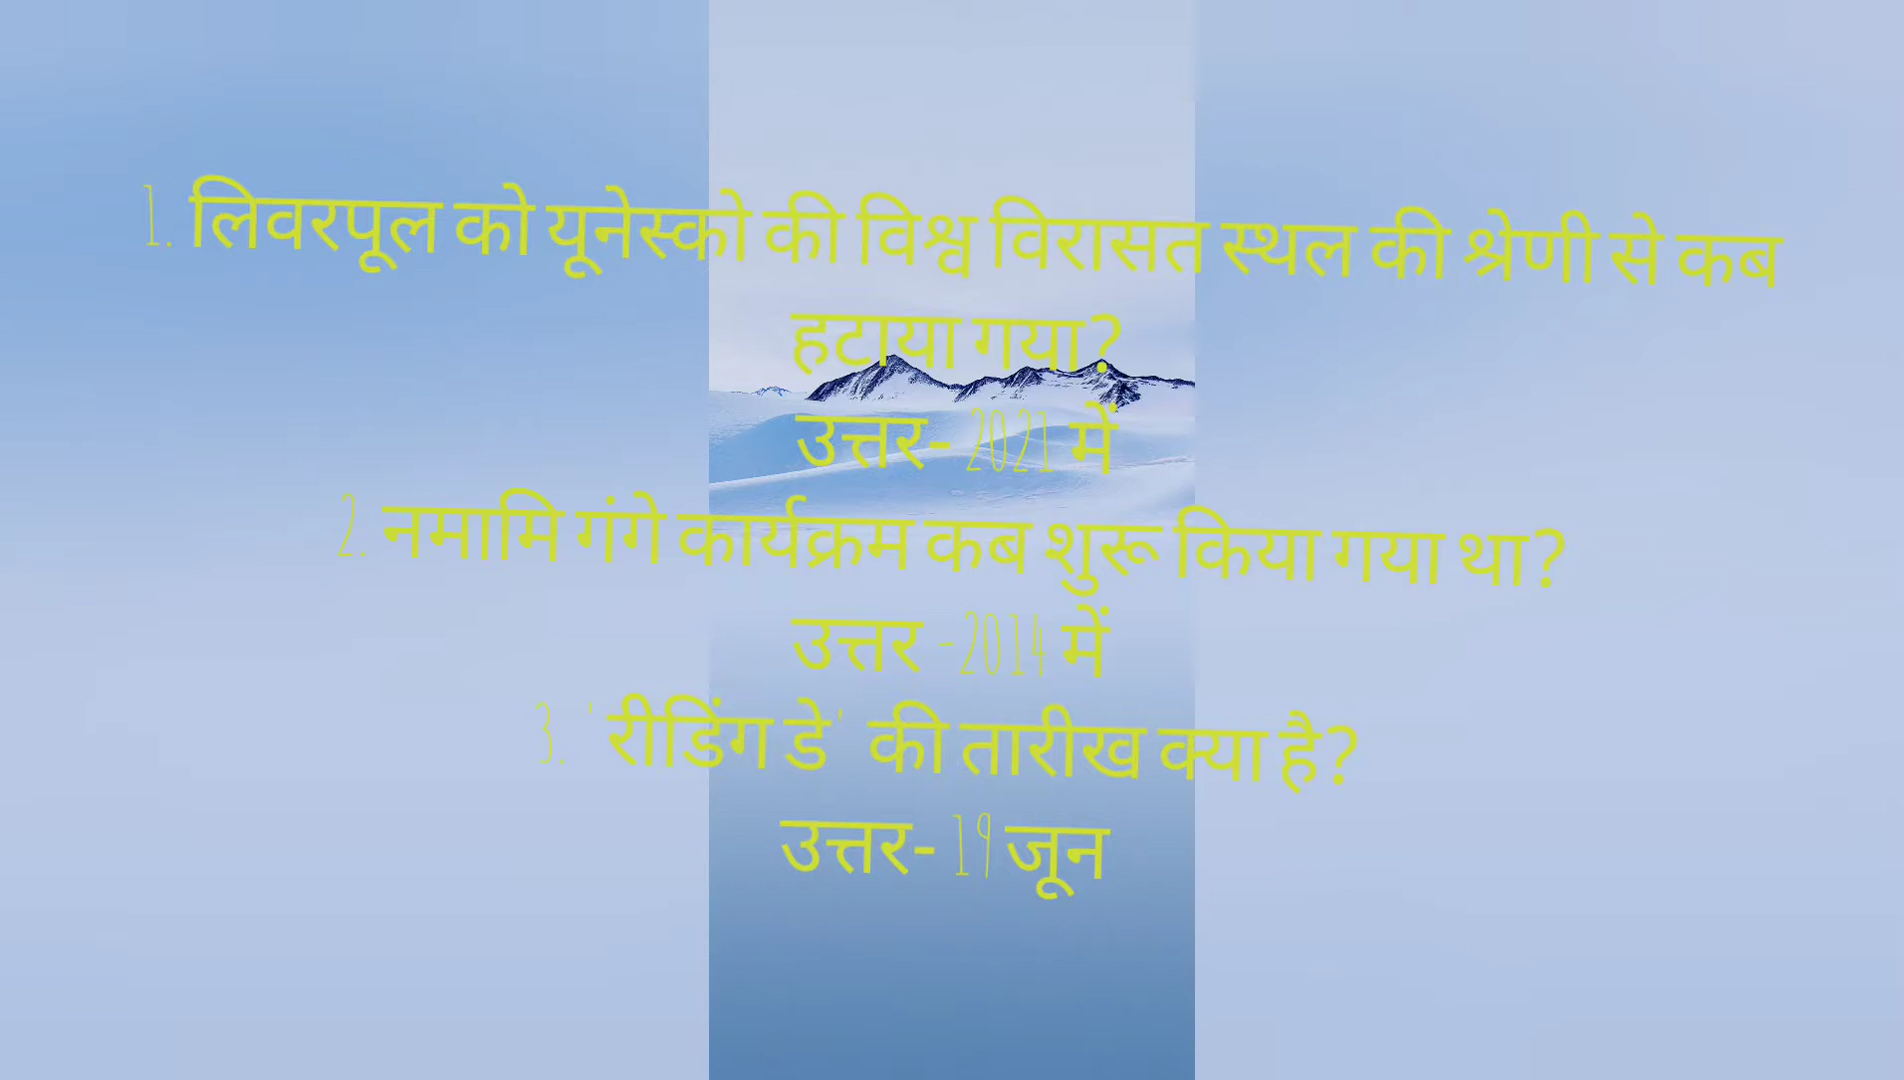 1. लिवरपूल को यूनेस्को की विश्व विरासत स्थल की श्रेणी से कब
हटाया गया?
उत्तर- 2021 में
2. नमामि गंगे कार्यक्रम कब शुरू किया गया था?
उत्तर -2014 में
3. 'रीडिंग डे' की तारीख क्या है?
उत्तर- 19 जून